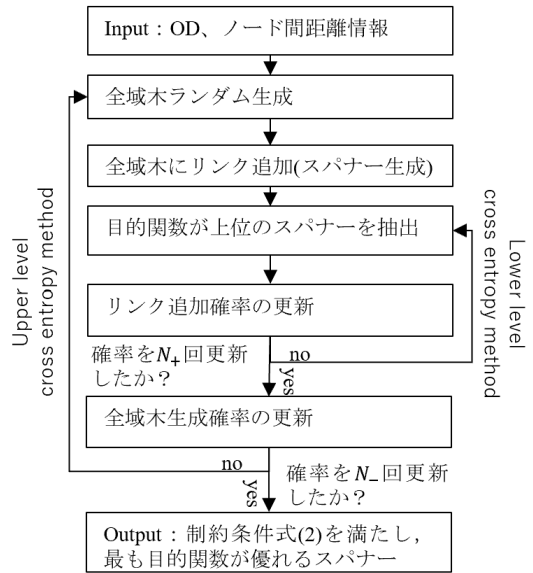 Input：OD、ノード間距離情報
全域木ランダム生成
全域木にリンク追加(スパナー生成)
目的関数が上位のスパナーを抽出
リンク追加確率の更新
確率をN₊回更新
したか？
no
yes
全域木生成確率の更新
no
yes
確率をN₋回更新
したか？
Output：制約条件式(2)を満たし，
最も目的関数が優れるスパナー
Upper level
cross entropy method
Lower level
cross entropy method